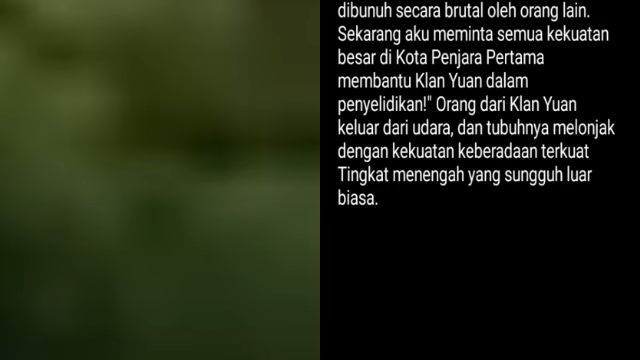 dibunuh secara brutal oleh orang lain.
Sekarang aku meminta semua kekuatan
besar di Kota Penjara Pertama
membantu Klan Yuan dalam
penyelidikan!" Orang dari Klan Yuan
keluar dari udara, dan tubuhnya melonjak
dengan kekuatan keberadaan terkuat
Tingkat menengah yang sungguh luar
biasa.